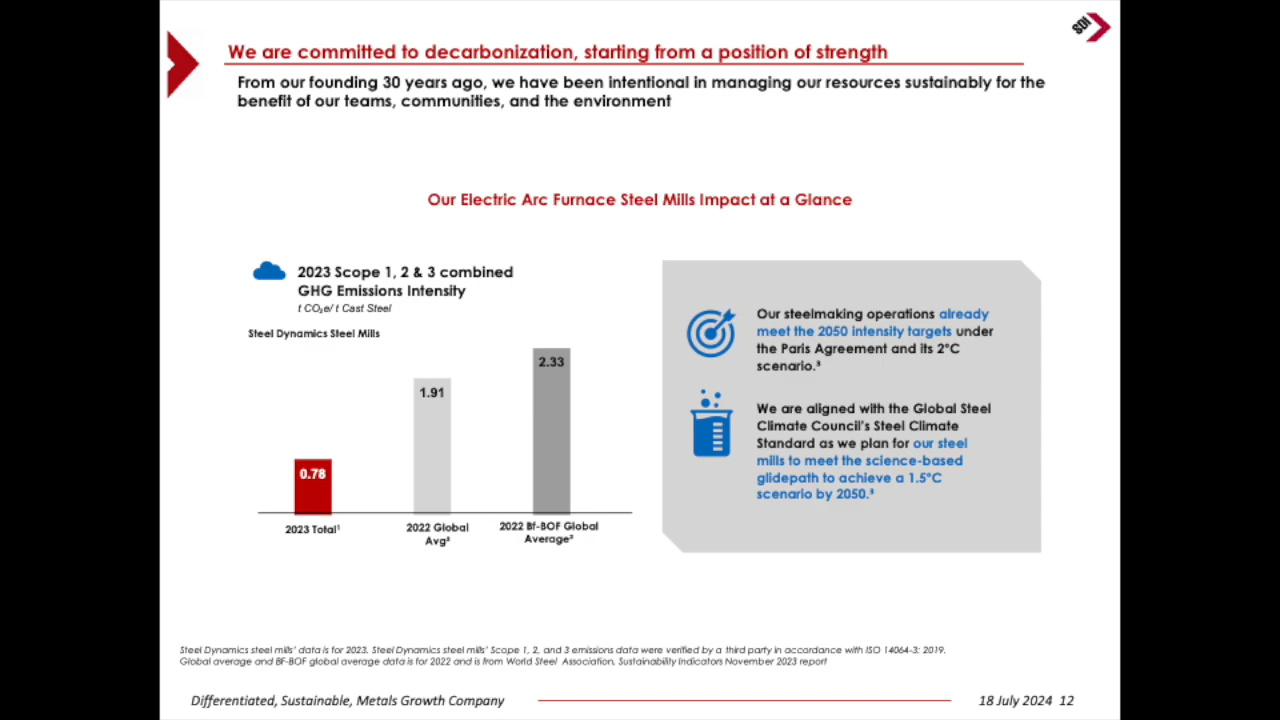 SDI
We are committed to decarbonization, starting from a position of strength
From our founding 30 years ago, we have been intentional in managing our resources sustainably for the
benefit of our teams, communities, and the environment
Our Electric Arc Furnace Steel Mills Impact at a Glance
2023 Scope 1, 2 & 3 combined
GHG Emissions Intensity
t CO₂e/ t Cast Steel
Steel Dynamics Steel Mills
0.78
1.91
2.33
2023 Total¹
2022 Global
Avg²
2022 Bf-BOF Global
Average²
Our steelmaking operations already
meet the 2050 intensity targets under
the Paris Agreement and its 2°C
scenario.³
We are aligned with the Global Steel
Climate Council's Steel Climate
Standard as we plan for our steel
mills to meet the science-based
glidepath to achieve a 1.5°C
scenario by 2050.³
Steel Dynamics steel mills' data is for 2023. Steel Dynamics steel mills' Scope 1, 2, and 3 emissions data were verified by a third party in accordance with ISO 14064-3: 2019.
Global average and BF-BOF global average data is for 2022 and is from World Steel Association, Sustainability Indicators November 2023 report
Differentiated, Sustainable, Metals Growth Company
18 July 2024 12